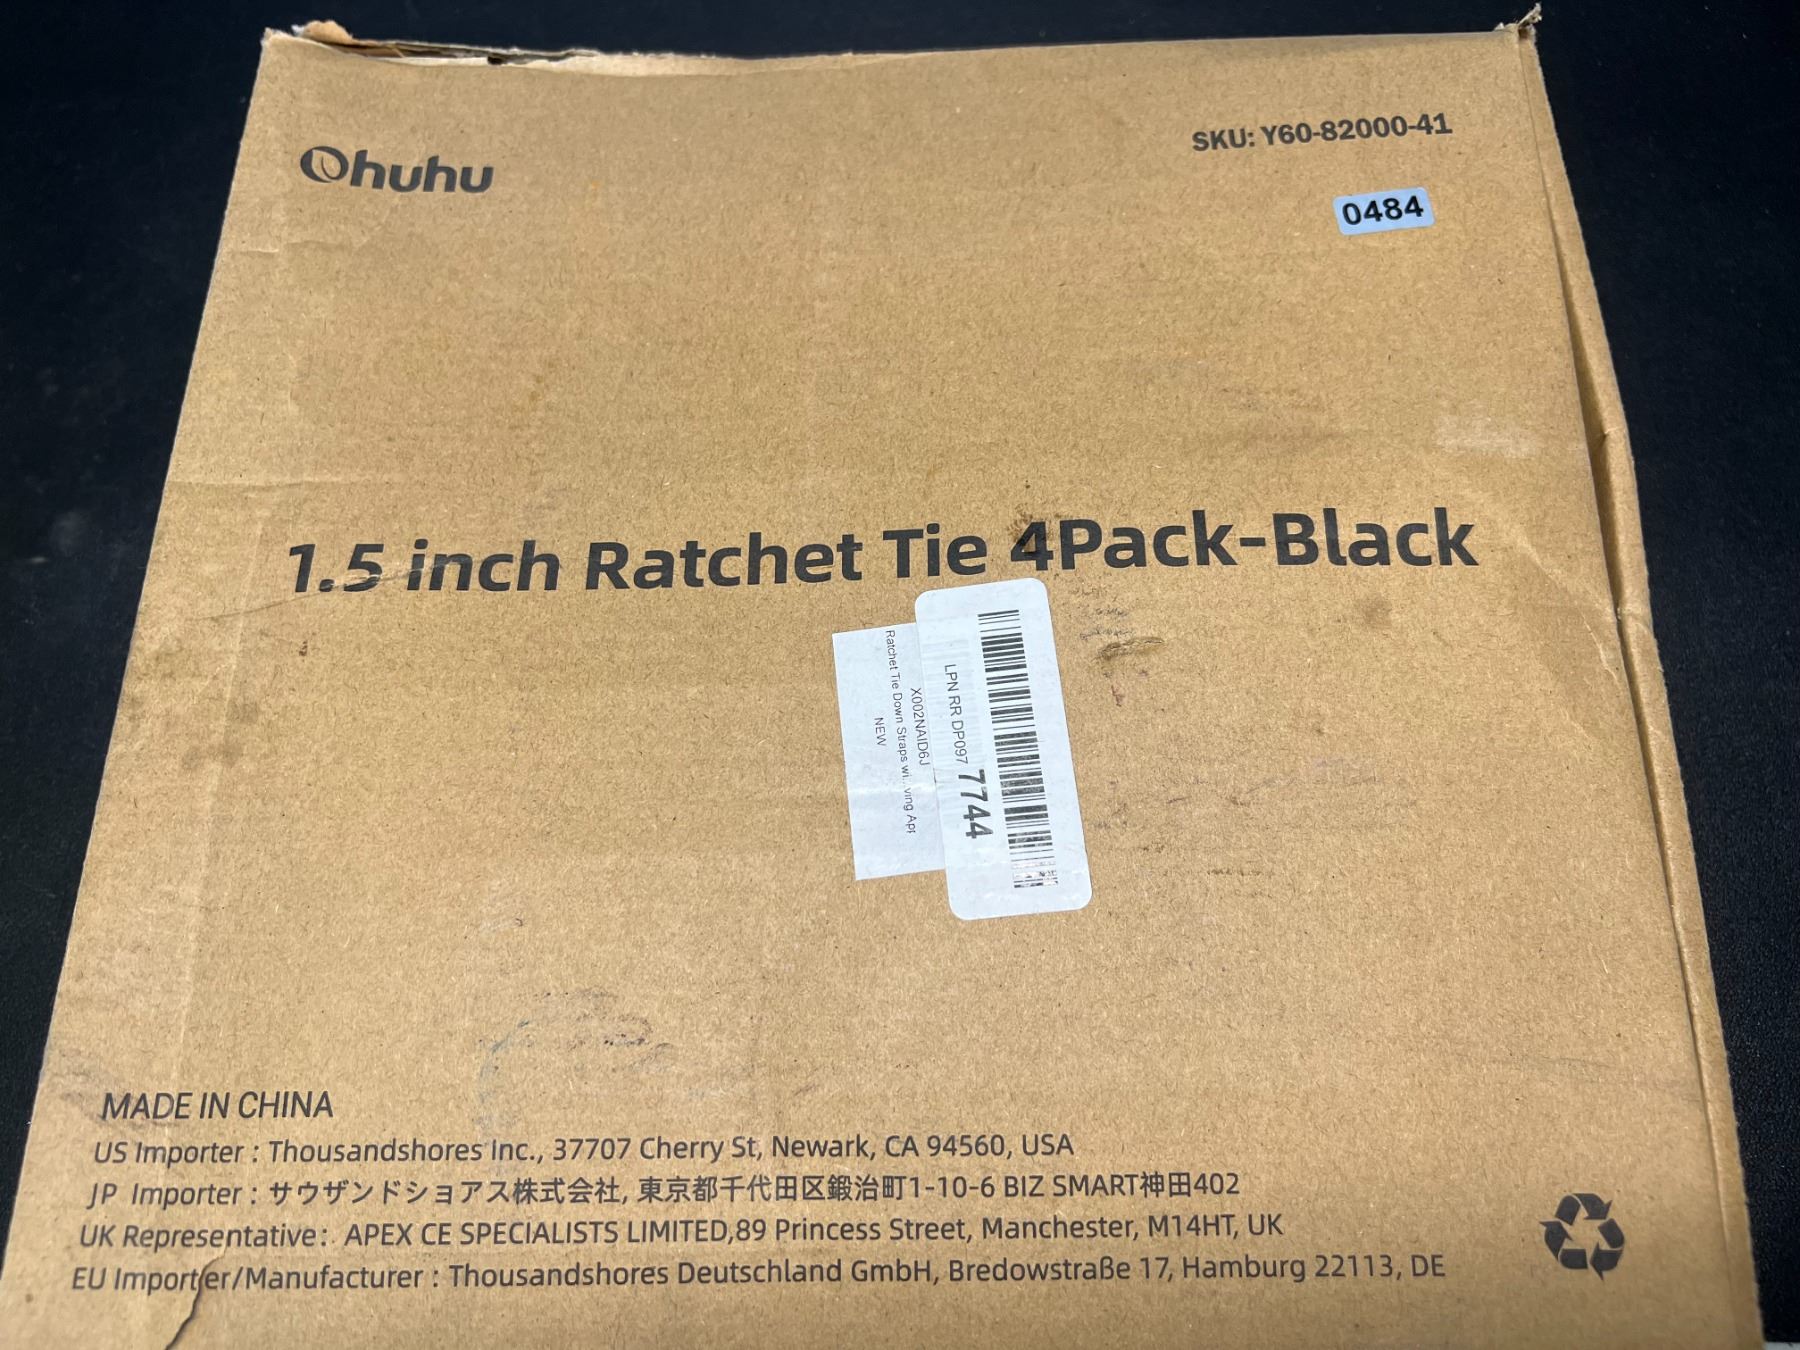 Ohuhu
SKU: Y60-82000-41
0484
1.5 inch Ratchet Tie 4Pack-Black
LPN RR DP097 7744
X002NAID6J
Ratchet Tie Down Straps wi...ving App
NEW
MADE IN CHINA
US Importer : Thousandshores Inc., 37707 Cherry St, Newark, CA 94560, USA
JP Importer : サウザンドショアス株式会社, 東京都千代田区鍛治町1-10-6 BIZ SMART神田402
UK Representative: APEX CE SPECIALISTS LIMITED,89 Princess Street, Manchester, M14HT, UK
EU Importer/Manufacturer : Thousandshores Deutschland GmbH, Bredowstraße 17, Hamburg 22113, DE